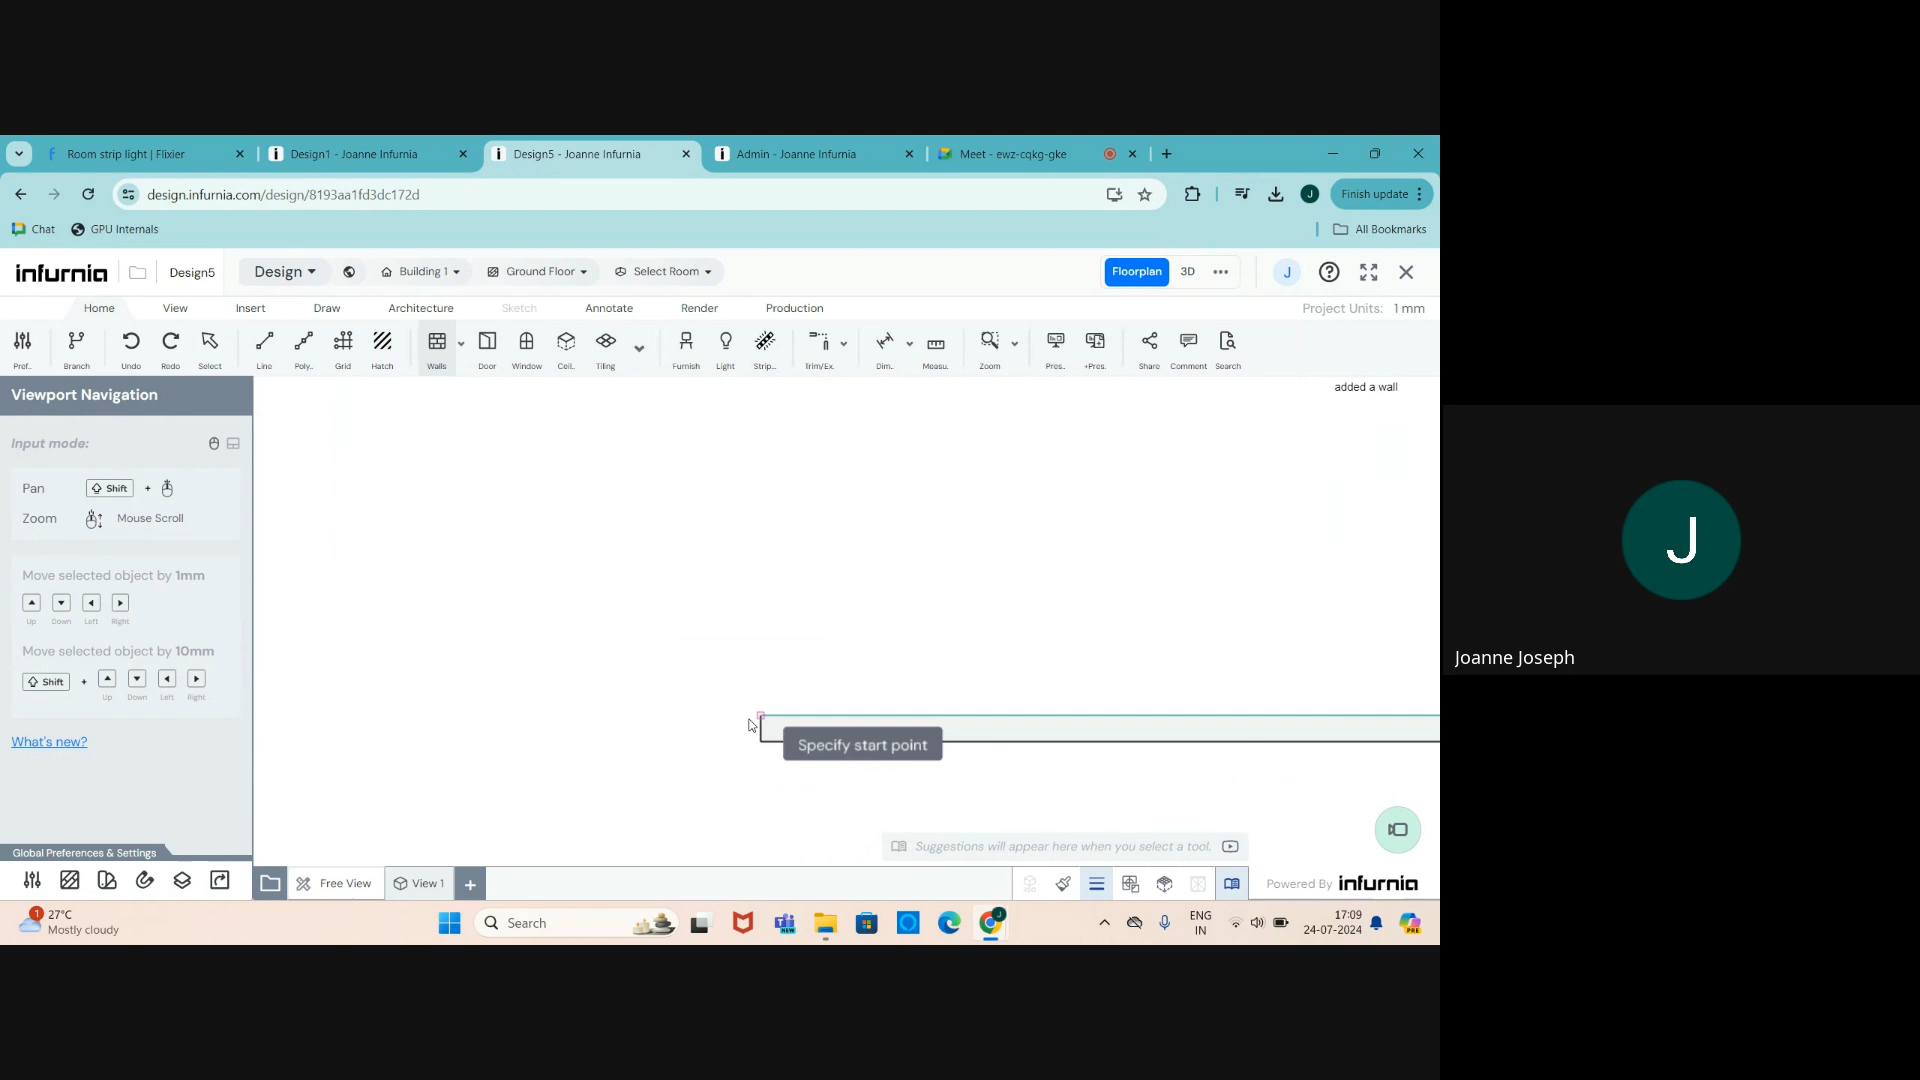 Room strip light | Flixier
Design1 - Joanne Infurnia
Design5 - Joanne Infurnia
Admin - Joanne Infurnia
Meet - ewz-cqkg-gke
design.infurnia.com/design/8193aa1fd3dc172d
J
Finish update
Chat
GPU Internals
All Bookmarks
infurnia
Design5
Design
Building 1
Ground Floor
Select Room
Floorplan
3D
J
Home
View
Insert
Draw
Architecture
Sketch
Annotate
Render
Production
Project Units: 1 mm
Pref..
Branch
Undo
Redo
Select
Line
Poly..
Grid
Hatch
Walls
Door
Window
Ceil..
Tiling
Furnish
Light
Strip...
Trim/Ex.
Dim..
Measu.
Zoom
Pres..
+Pres.
Share
Comment
Search
Viewport Navigation
added a wall
Input mode:
Pan
Shift +
Zoom
Mouse Scroll
Move selected object by 1mm
Up
Down
Left
Right
Move selected object by 10mm
Shift +
Up
Down
Left
Right
What's new?
Specify start point
J
Joanne Joseph
Suggestions will appear here when you select a tool.
Global Preferences & Settings
Free View
View 1
+
Powered By infurnia
1
27°C
Mostly cloudy
Search
NEW
J
ENG
IN
17:09
24-07-2024
PRE